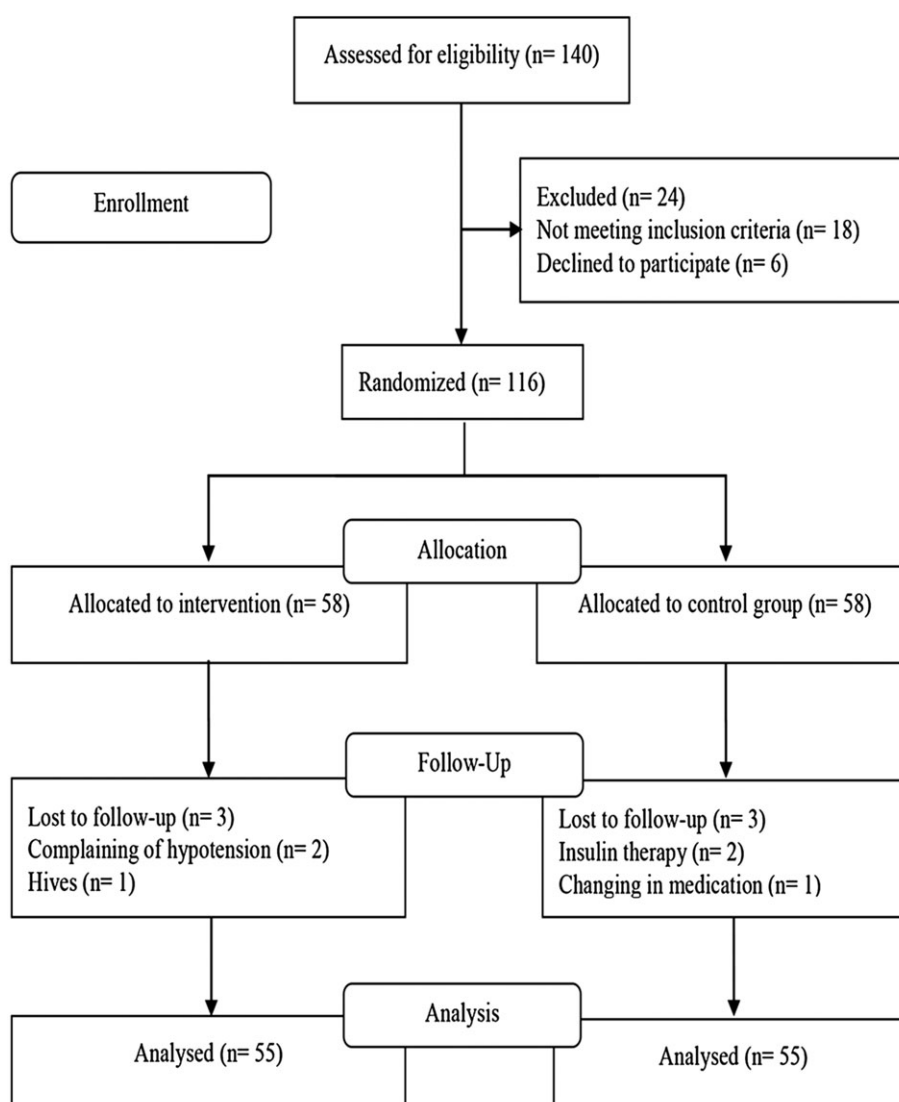 Assessed for eligibility (n= 140)
Enrollment
Excluded (n= 24)
Not meeting inclusion criteria (n= 18)
Declined to participate (n= 6)
Randomized (n= 116)
Allocation
Allocated to intervention (n= 58)
Allocated to control group (n= 58)
Follow-Up
Lost to follow-up (n= 3)
Complaining of hypotension (n= 2)
Hives (n= 1)
Lost to follow-up (n= 3)
Insulin therapy (n= 2)
Changing in medication (n= 1)
Analysis
Analysed (n= 55)
Analysed (n= 55)